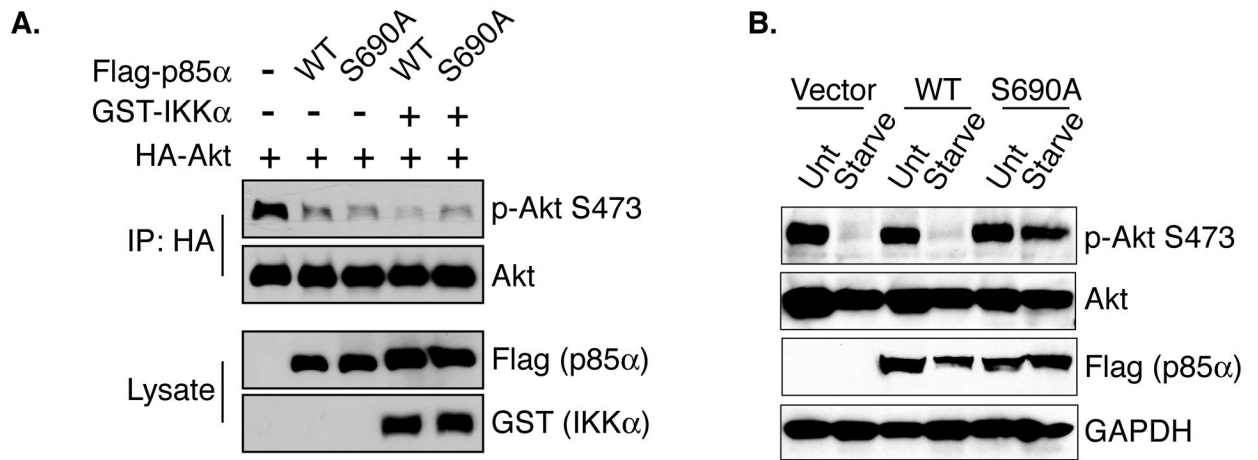 A.
Flag-p85α - WT S690A WT S690A
GST-IKKα - - - + +
HA-Akt + + + + +
IP: HA
p-Akt S473
Akt
Lysate
Flag (p85α)
GST (IKKα)
B.
Vector WT S690A
Unt Starve Unt Starve Unt Starve
p-Akt S473
Akt
Flag (p85α)
GAPDH